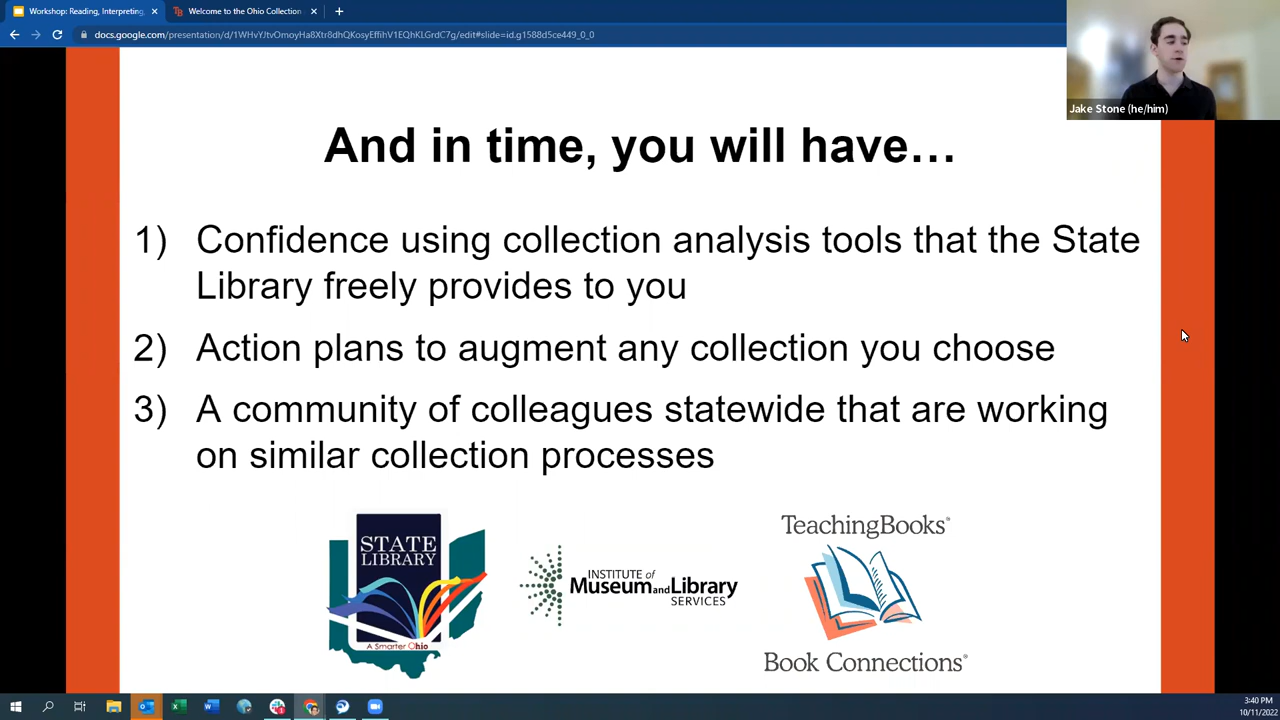 Workshop: Reading, Interpreting,
Welcome to the Ohio Collection
docs.google.com/presentation/d/1WHvYJtvOmoyHa8Xtr8dhQKosyEffihV1EQhKLGrdC7g/edit#slide=id.g1588d5ce449_0_0
Jake Stone (he/him)
And in time, you will have…
1) Confidence using collection analysis tools that the State
Library freely provides to you
2) Action plans to augment any collection you choose
3) A community of colleagues statewide that are working
on similar collection processes
STATE
LIBRARY
A Smarter Ohio
INSTITUTE of
Museum and Library
SERVICES
TeachingBooks®
Book Connections®
3:40 PM
10/11/2022